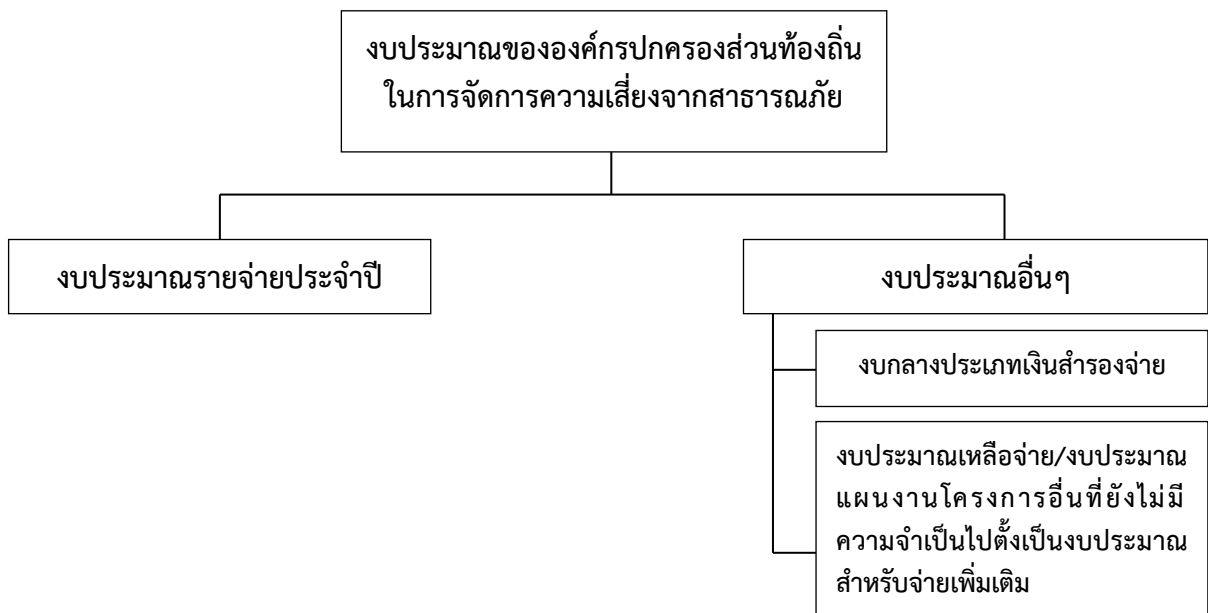 งบประมาณขององค์กรปกครองส่วนท้องถิ่น
ในการจัดการความเสี่ยงจากสาธารณภัย
งบประมาณรายจ่ายประจำปี
งบประมาณอื่นๆ
งบกลางประเภทเงินสำรองจ่าย
งบประมาณเหลือจ่าย/งบประมาณ
แผนงานโครงการอื่นที่ยังไม่มี
ความจำเป็นไปตั้งเป็นงบประมาณ
สำหรับจ่ายเพิ่มเติม